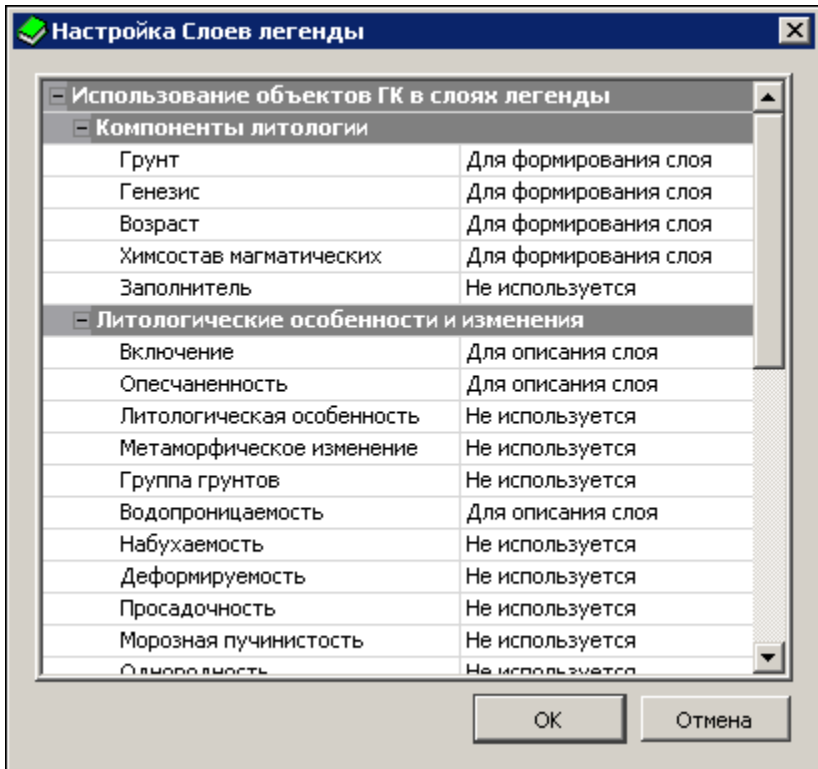 Настройка Слоев легенды
Использование объектов ГК в слоях легенды
Компоненты литологии
Грунт Для формирования слоя
Генезис Для формирования слоя
Возраст Для формирования слоя
Химсостав магматических Для формирования слоя
Заполнитель Не используется
Литологические особенности и изменения
Включение Для описания слоя
Опесчаненность Для описания слоя
Литологическая особенность Не используется
Метаморфическое изменение Не используется
Группа грунтов Не используется
Водопроницаемость Для описания слоя
Набухаемость Не используется
Деформируемость Не используется
Просадочность Не используется
Морозная пучинистость Не используется
Однородность Не используется
OK Отмена